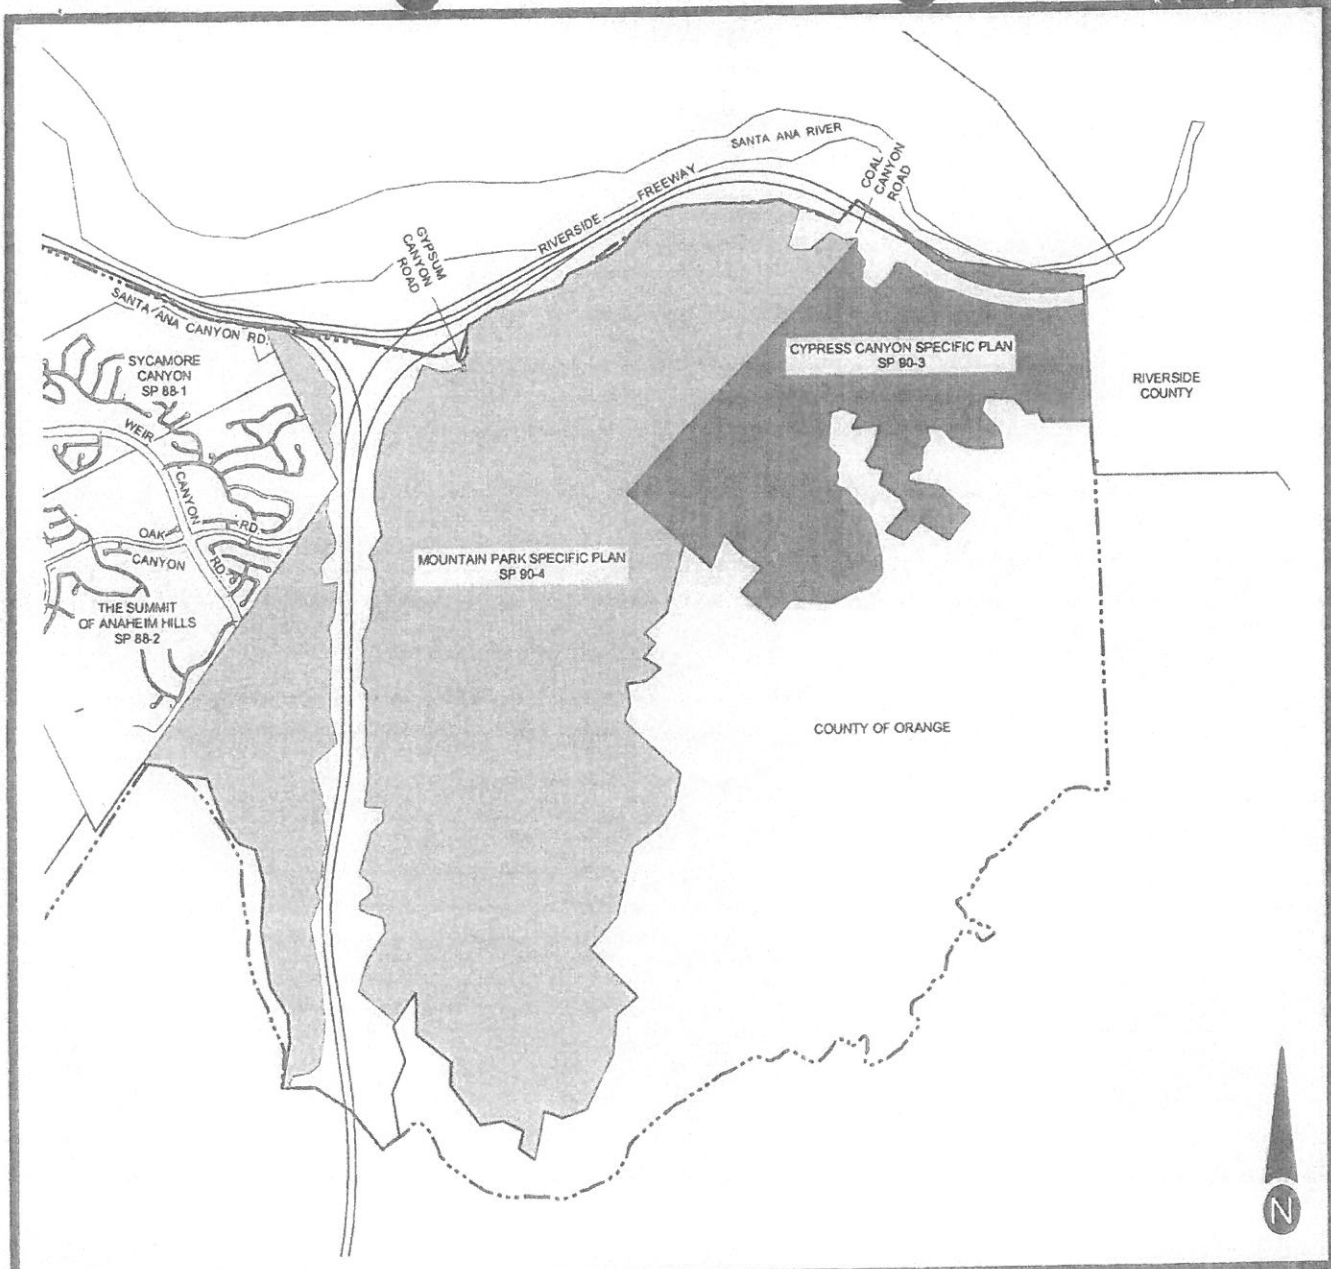 SANTA ANA RIVER
COAL
CANYON
ROAD
RIVERSIDE FREEWAY
GYPSUM
CANYON
ROAD
SANTA ANA CANYON RD.
SYCAMORE
CANYON
SP 88-1
CYPRESS CANYON SPECIFIC PLAN
SP 90-3
RIVERSIDE
COUNTY
WEIR
CANYON
RD.
OAK
CANYON
RD.
MOUNTAIN PARK SPECIFIC PLAN
SP 90-4
THE SUMMIT
OF ANAHEIM HILLS
SP 88-2
COUNTY OF ORANGE
N